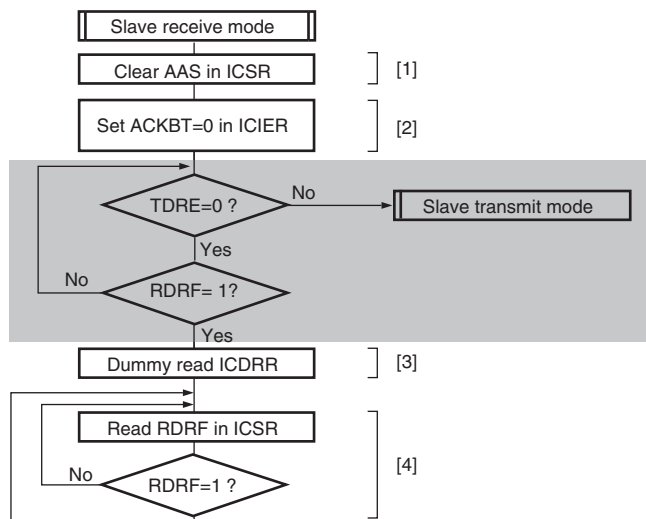 Slave receive mode
Clear AAS in ICSR
[1]
Set ACKBT=0 in ICIER
[2]
TDRE=0 ?
No
Slave transmit mode
Yes
No
RDRF= 1?
Yes
Dummy read ICDRR
[3]
Read RDRF in ICSR
[4]
No
RDRF=1 ?